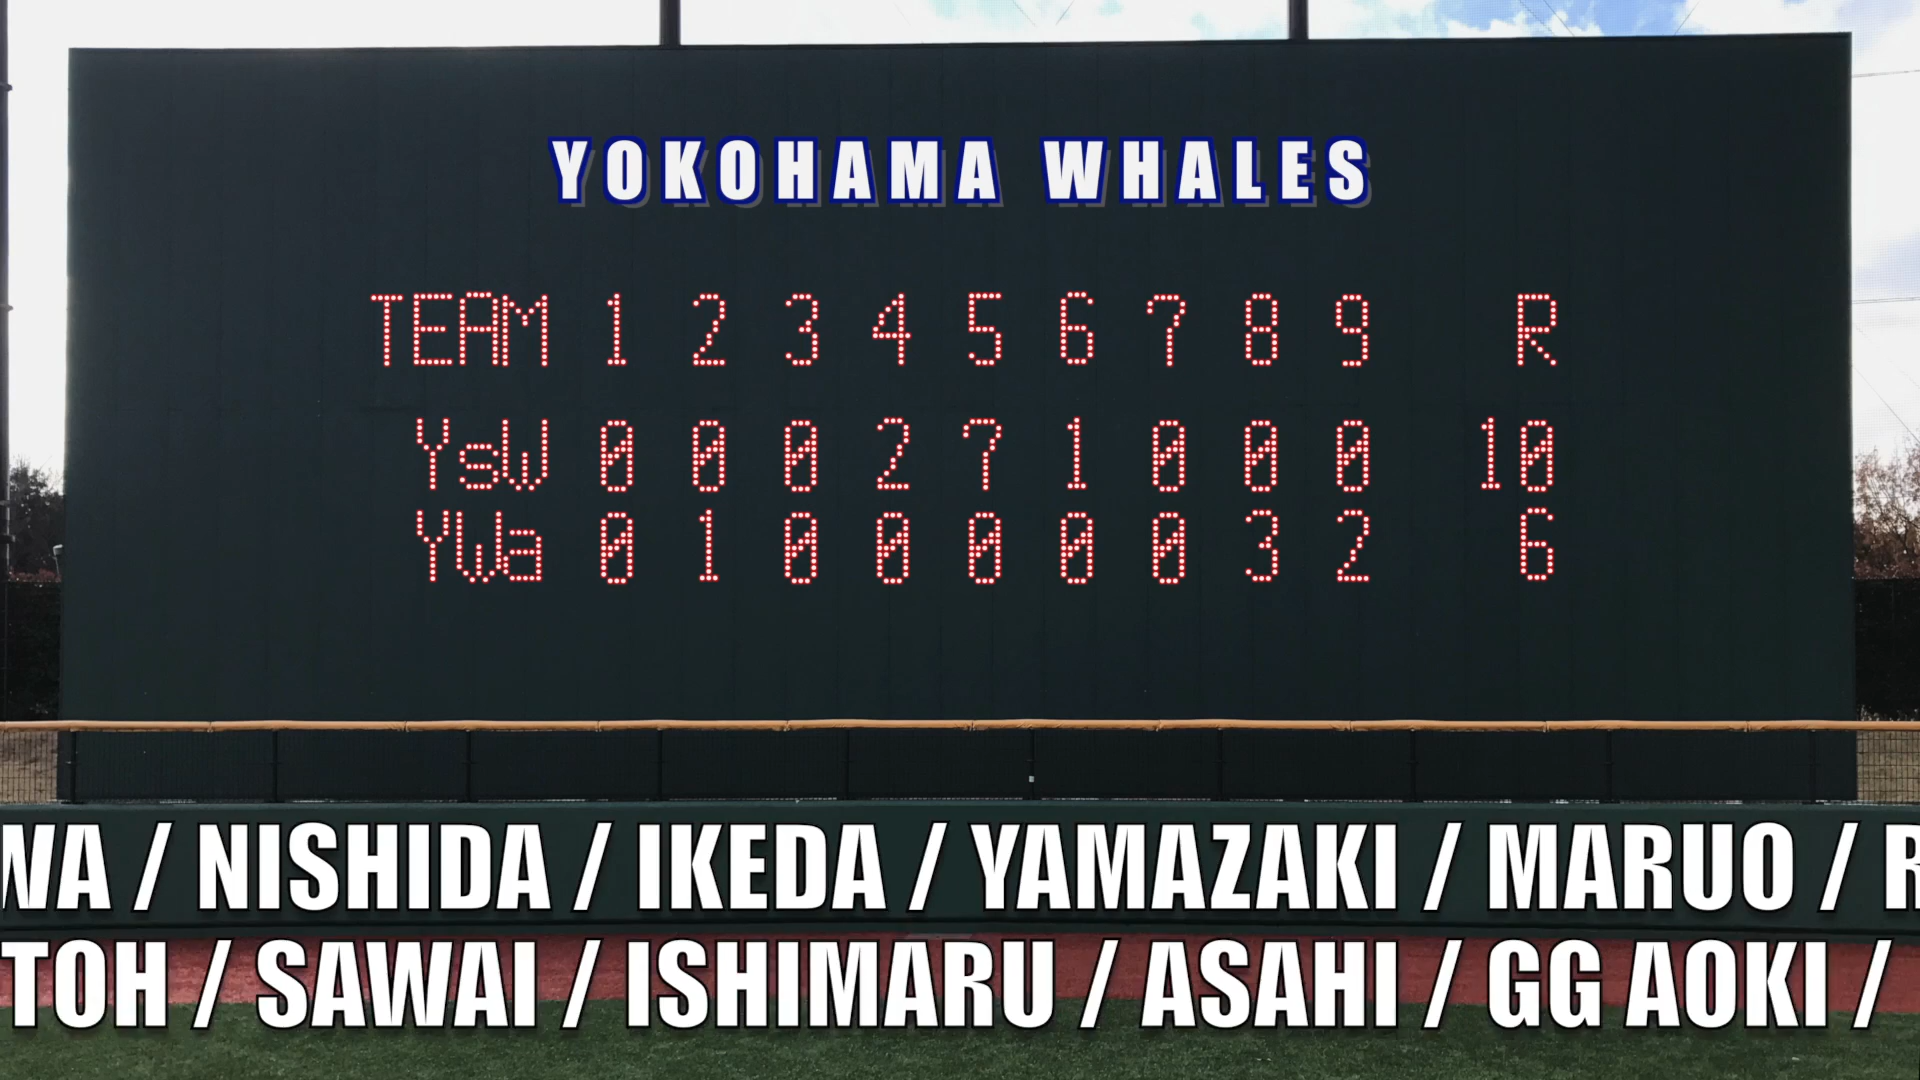 YOKOHAMA WHALES
TEAM 1 2 3 4 5 6 7 8 9 R
YsW 0 0 0 2 7 1 0 0 0 10
YWa 0 1 0 0 0 0 0 3 2 6
WA / NISHIDA / IKEDA / YAMAZAKI / MARUO / R
TOH / SAWAI / ISHIMARU / ASAHI / GG AOKI /